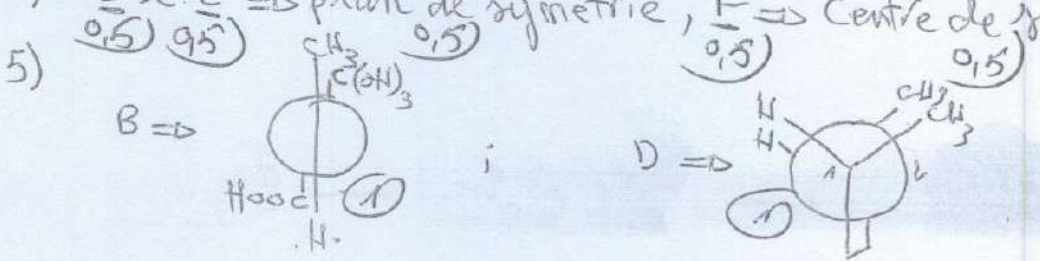 => plan de symétrie, F => Centre de
0,5 0,5 0,5 0,5 0,5
5)
CH3
C(OH)3
B =>
HOOC
H
1
;
D =>
H
H
CH3
CH3
1
2
1